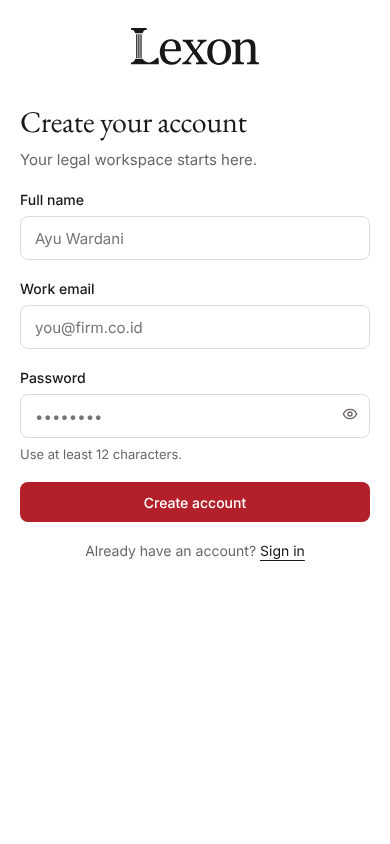 Lexon
Create your account
Your legal workspace starts here.
Full name
Ayu Wardani
Work email
you@firm.co.id
Password
••••••••
Use at least 12 characters.
Create account
Already have an account? Sign in